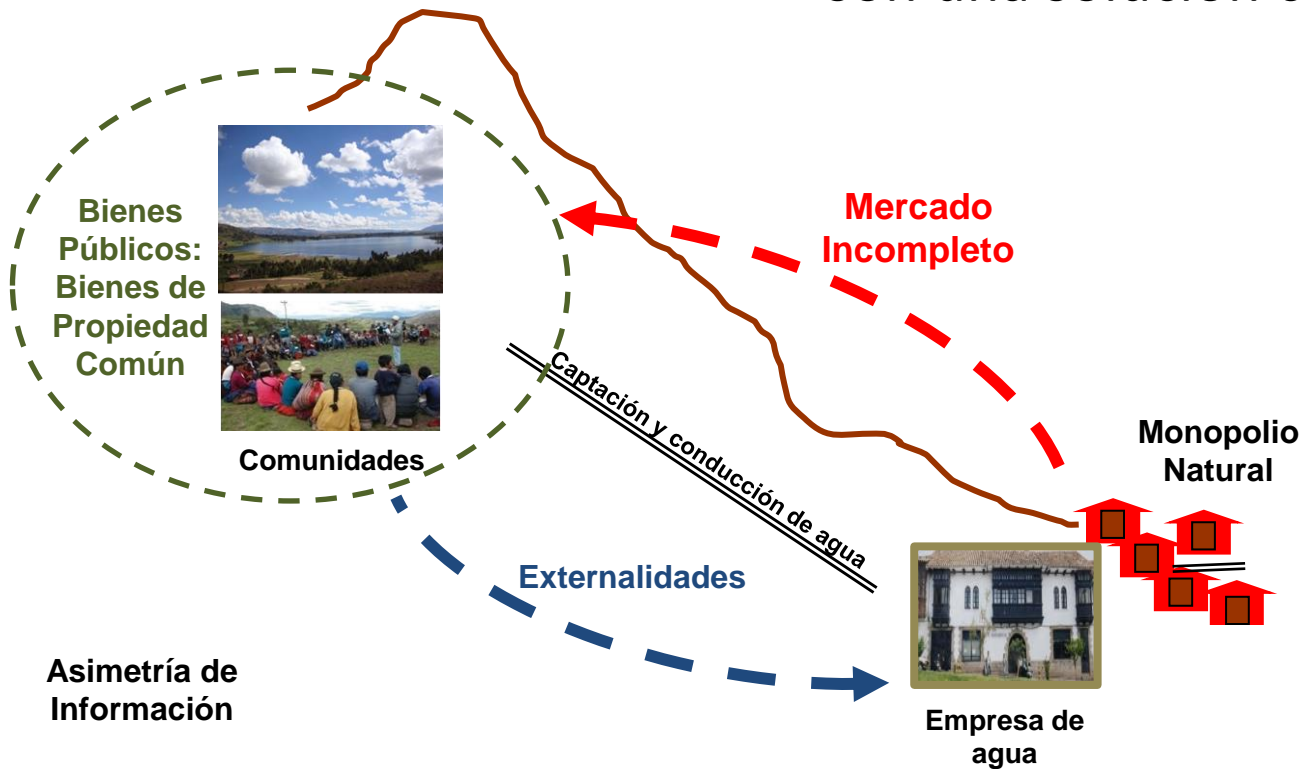 Bienes
Públicos:
Bienes de
Propiedad
Común
Comunidades
Mercado
Incompleto
Captación y conducción de agua
Monopolio
Natural
Externalidades
Asimetría de
Información
Empresa de
agua